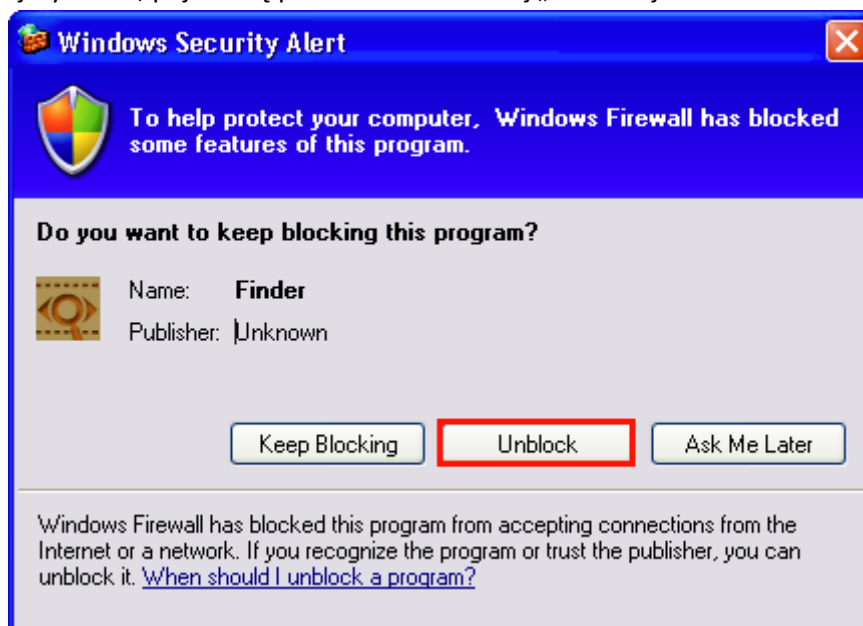 Windows Security Alert
To help protect your computer, Windows Firewall has blocked
some features of this program.
Do you want to keep blocking this program?
Name: Finder
Publisher: Unknown
Keep Blocking Unblock Ask Me Later
Windows Firewall has blocked this program from accepting connections from the
Internet or a network. If you recognize the program or trust the publisher, you can
unblock it. When should I unblock a program?